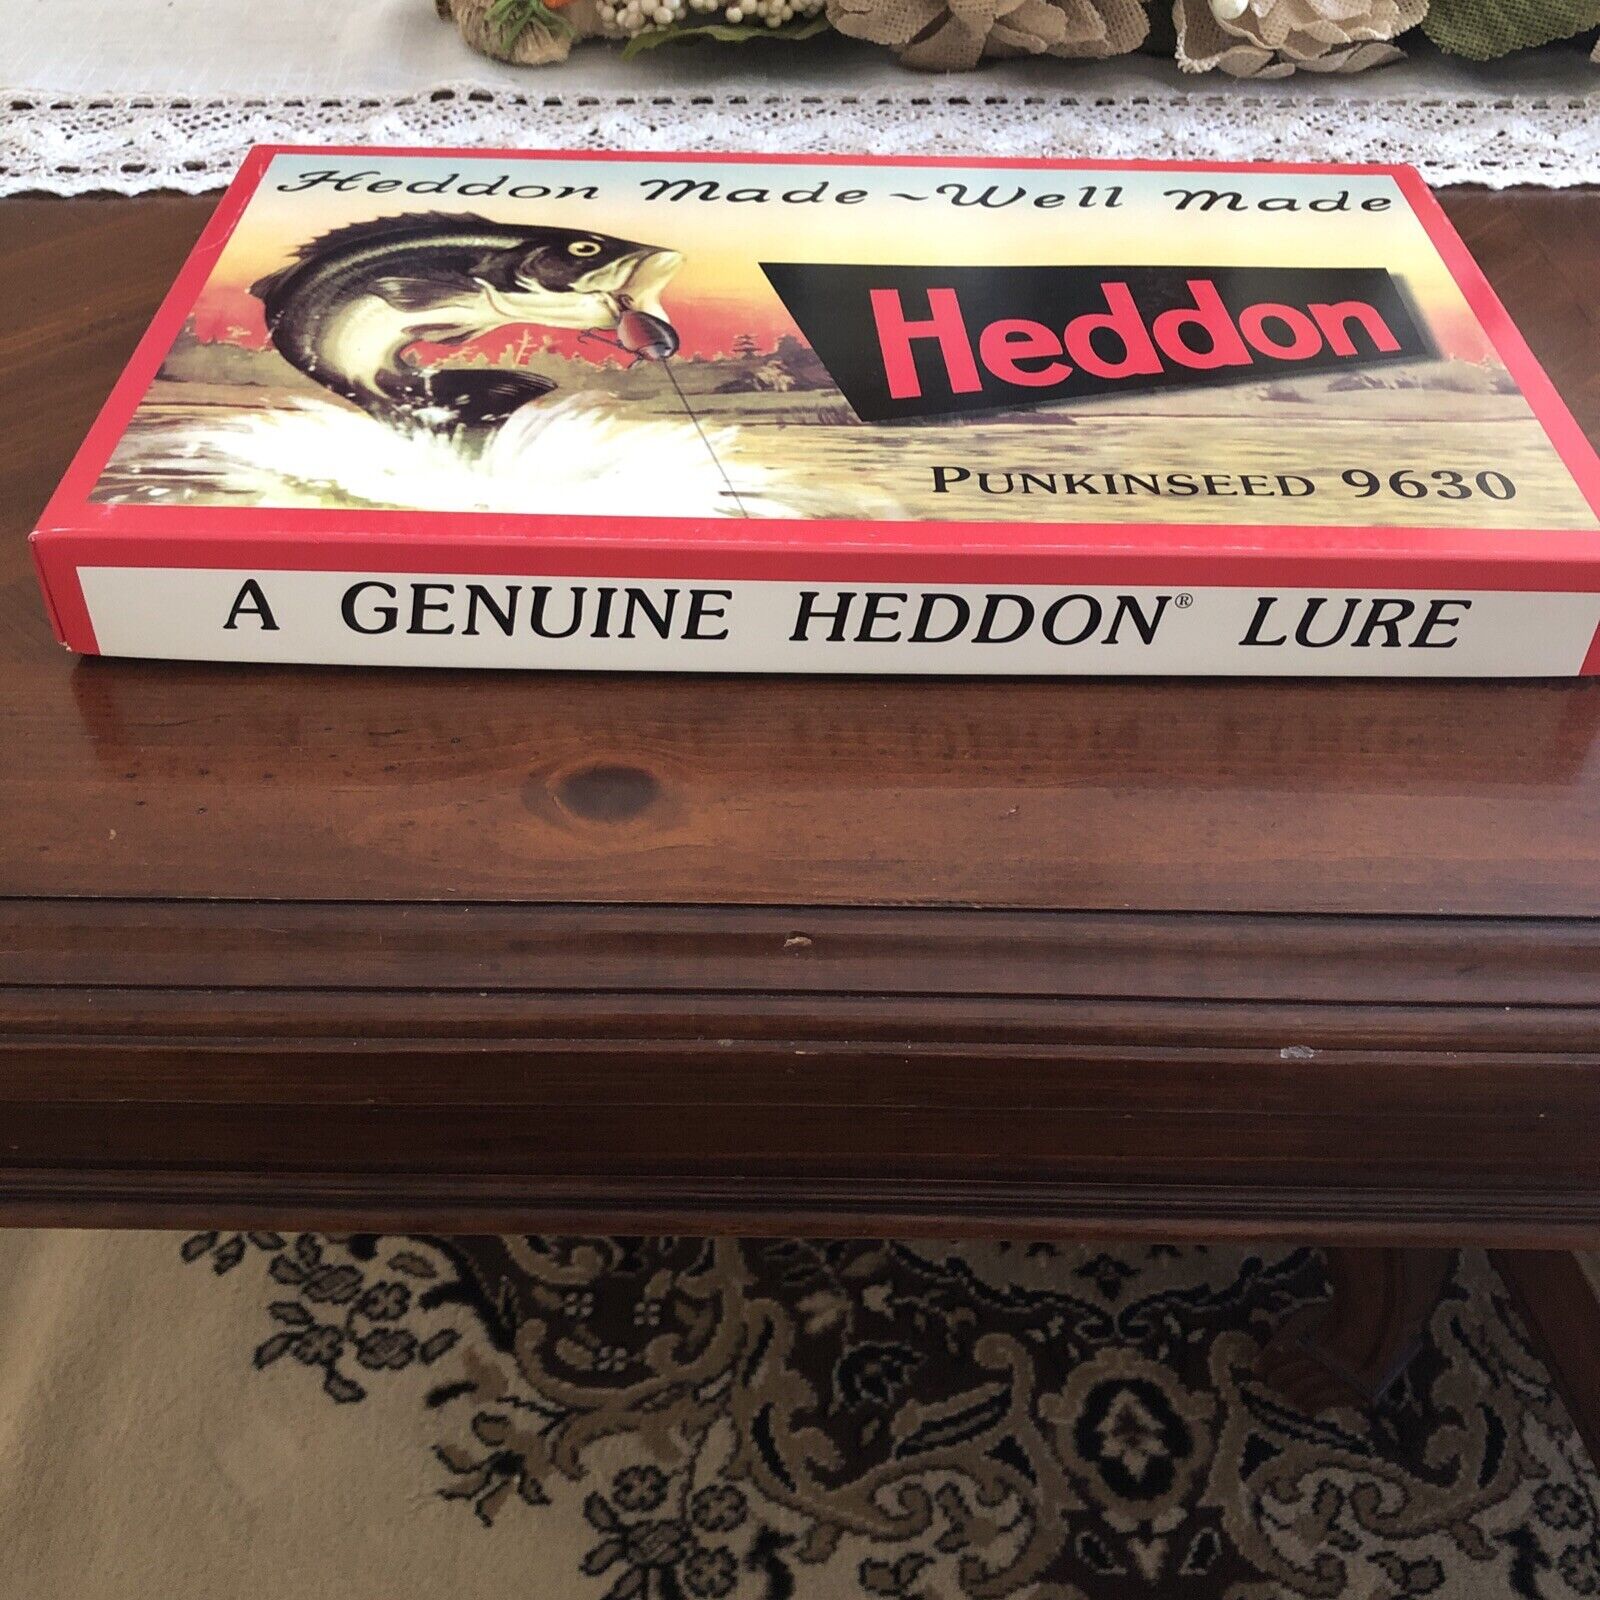 Heddon Made ~ Well Made
Heddon
PUNKINSEED 9630
A GENUINE HEDDON® LURE